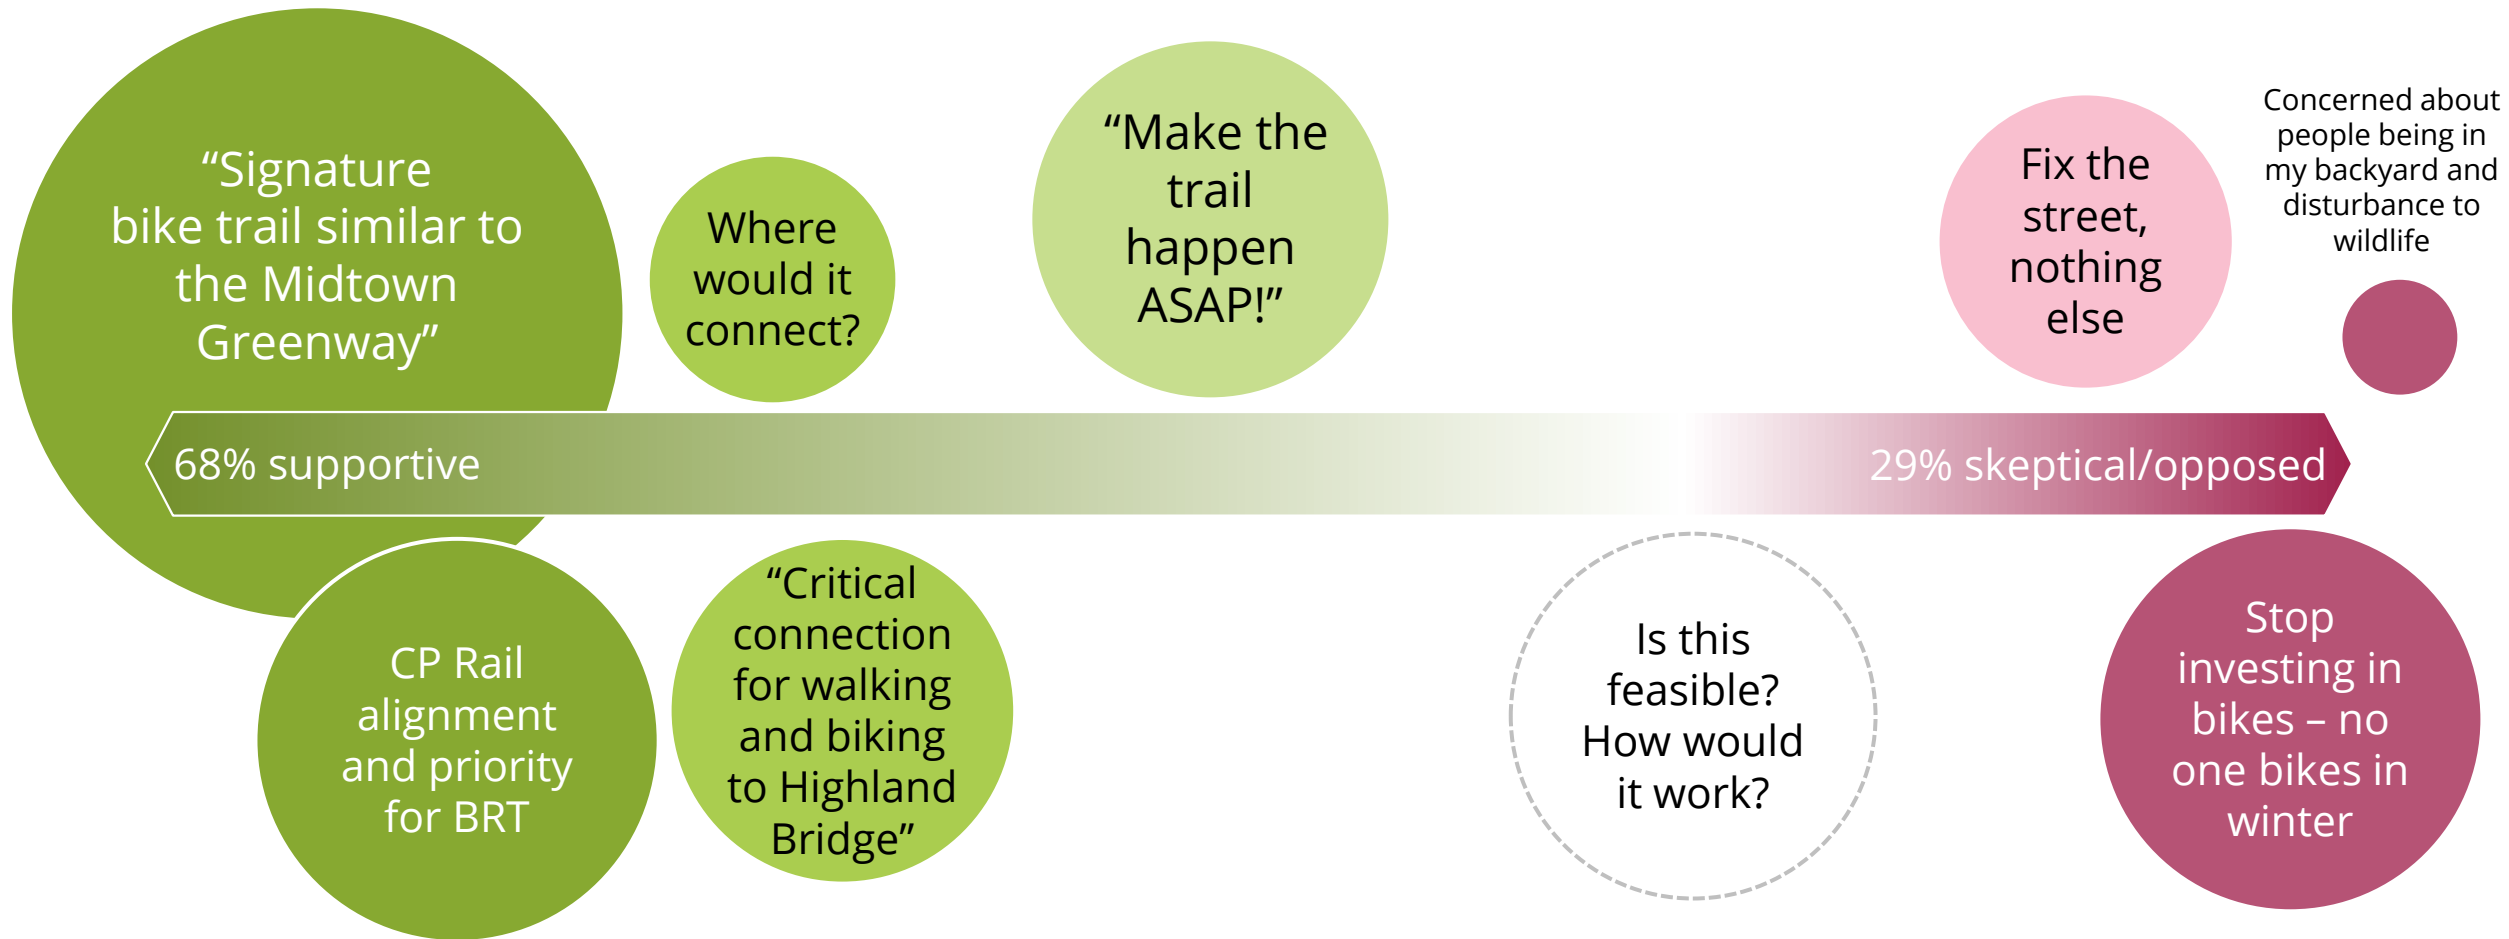 “Signature
bike trail similar to
the Midtown
Greenway”
Where
would it
connect?
“Make the
trail
happen
ASAP!”
Fix the
street,
nothing
else
Concerned about
people being in
my backyard and
disturbance to
wildlife
68% supportive
29% skeptical/opposed
CP Rail
alignment
and priority
for BRT
“Critical
connection
for walking
and biking
to Highland
Bridge”
Is this
feasible?
How would
it work?
Stop
investing in
bikes – no
one bikes in
winter